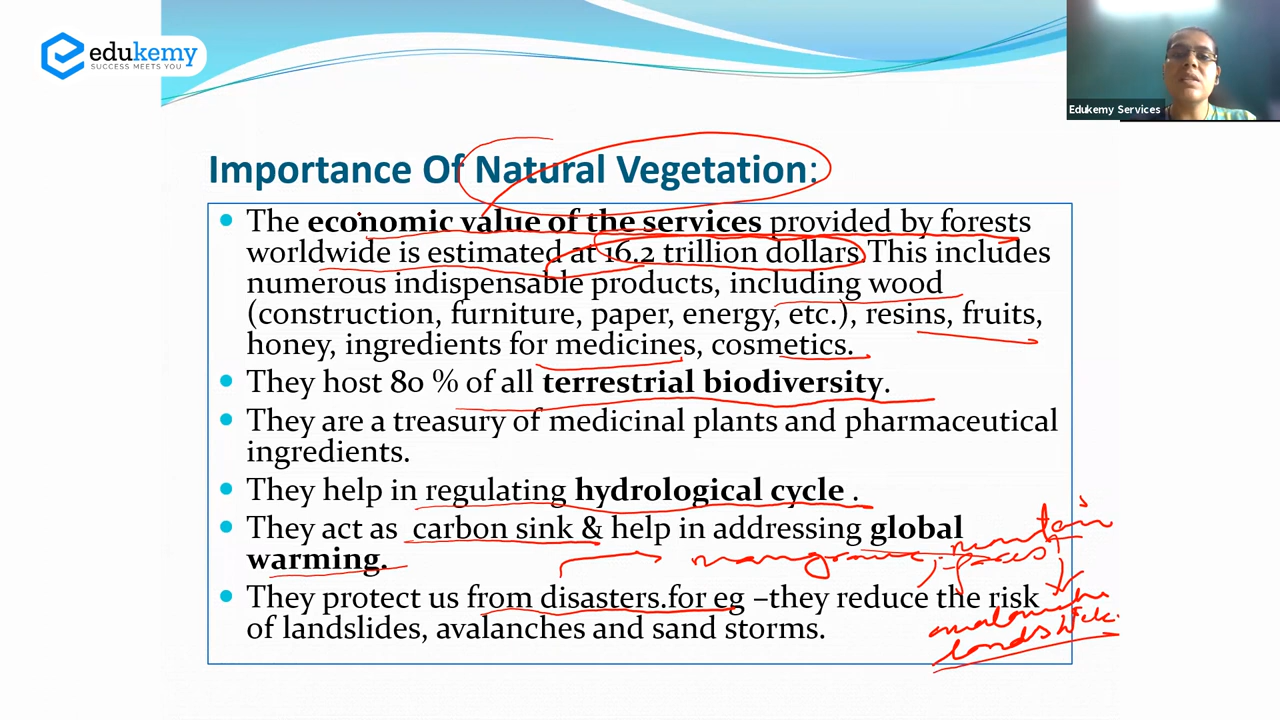 edukemy
SUCCESS MEETS YOU
Edukemy Services
Importance Of Natural Vegetation:
• The economic value of the services provided by forests
worldwide is estimated at 16.2 trillion dollars.This includes
numerous indispensable products, including wood
(construction, furniture, paper, energy, etc.), resins, fruits,
honey, ingredients for medicines, cosmetics.
• They host 80 % of all terrestrial biodiversity.
• They are a treasury of medicinal plants and pharmaceutical
ingredients.
• They help in regulating hydrological cycle .
• They act as carbon sink & help in addressing global
warming.
• They protect us from disasters.for eg –they reduce the risk
of landslides, avalanches and sand storms.